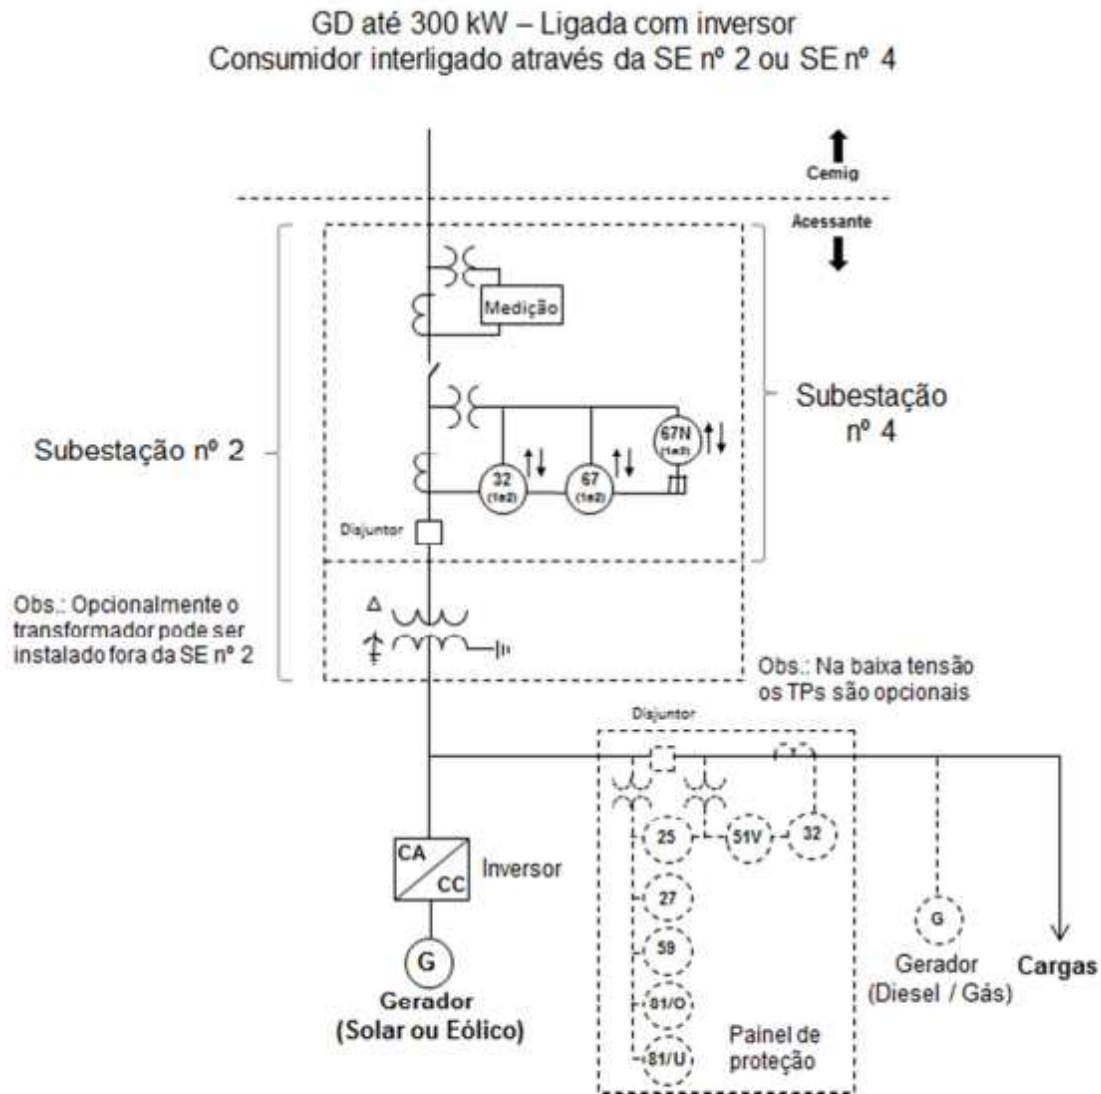 GD até 300 kW – Ligada com inversor
Consumidor interligado através da SE nº 2 ou SE nº 4
Cemig
Acessante
Medição
Subestação nº 2
Subestação
nº 4
67N
32
(1e2)
67
(1e2)
Disjuntor
Obs.: Opcionalmente o
transformador pode ser
instalado fora da SE nº 2
Δ
Obs.: Na baixa tensão
os TPs são opcionais
Disjuntor
CA
CC
Inversor
25
51V
32
27
59
81/O
81/U
G
Gerador
(Solar ou Eólico)
Painel de
proteção
G
Gerador
(Diesel / Gás)
Cargas